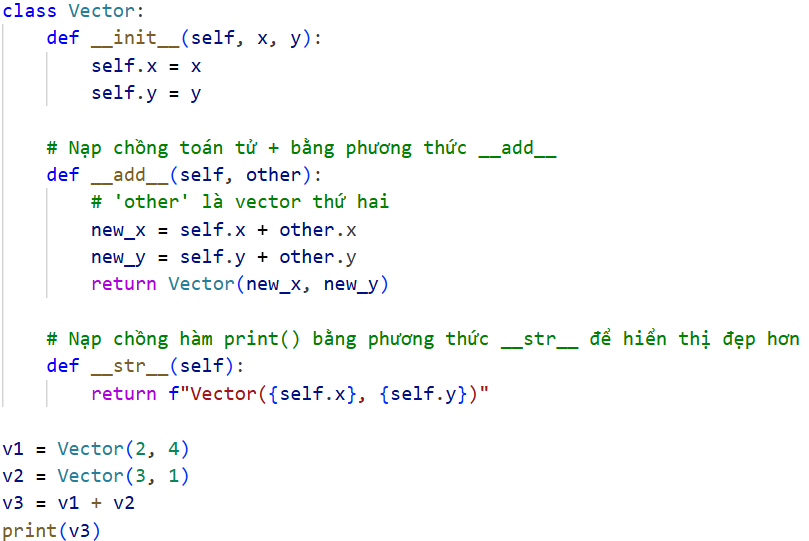 class Vector:
    def __init__(self, x, y):
        self.x = x
        self.y = y

    # Nạp chồng toán tử + bằng phương thức __add__
    def __add__(self, other):
        # 'other' là vector thứ hai
        new_x = self.x + other.x
        new_y = self.y + other.y
        return Vector(new_x, new_y)

    # Nạp chồng hàm print() bằng phương thức __str__ để hiển thị đẹp hơn
    def __str__(self):
        return f"Vector({self.x}, {self.y})"

v1 = Vector(2, 4)
v2 = Vector(3, 1)
v3 = v1 + v2
print(v3)